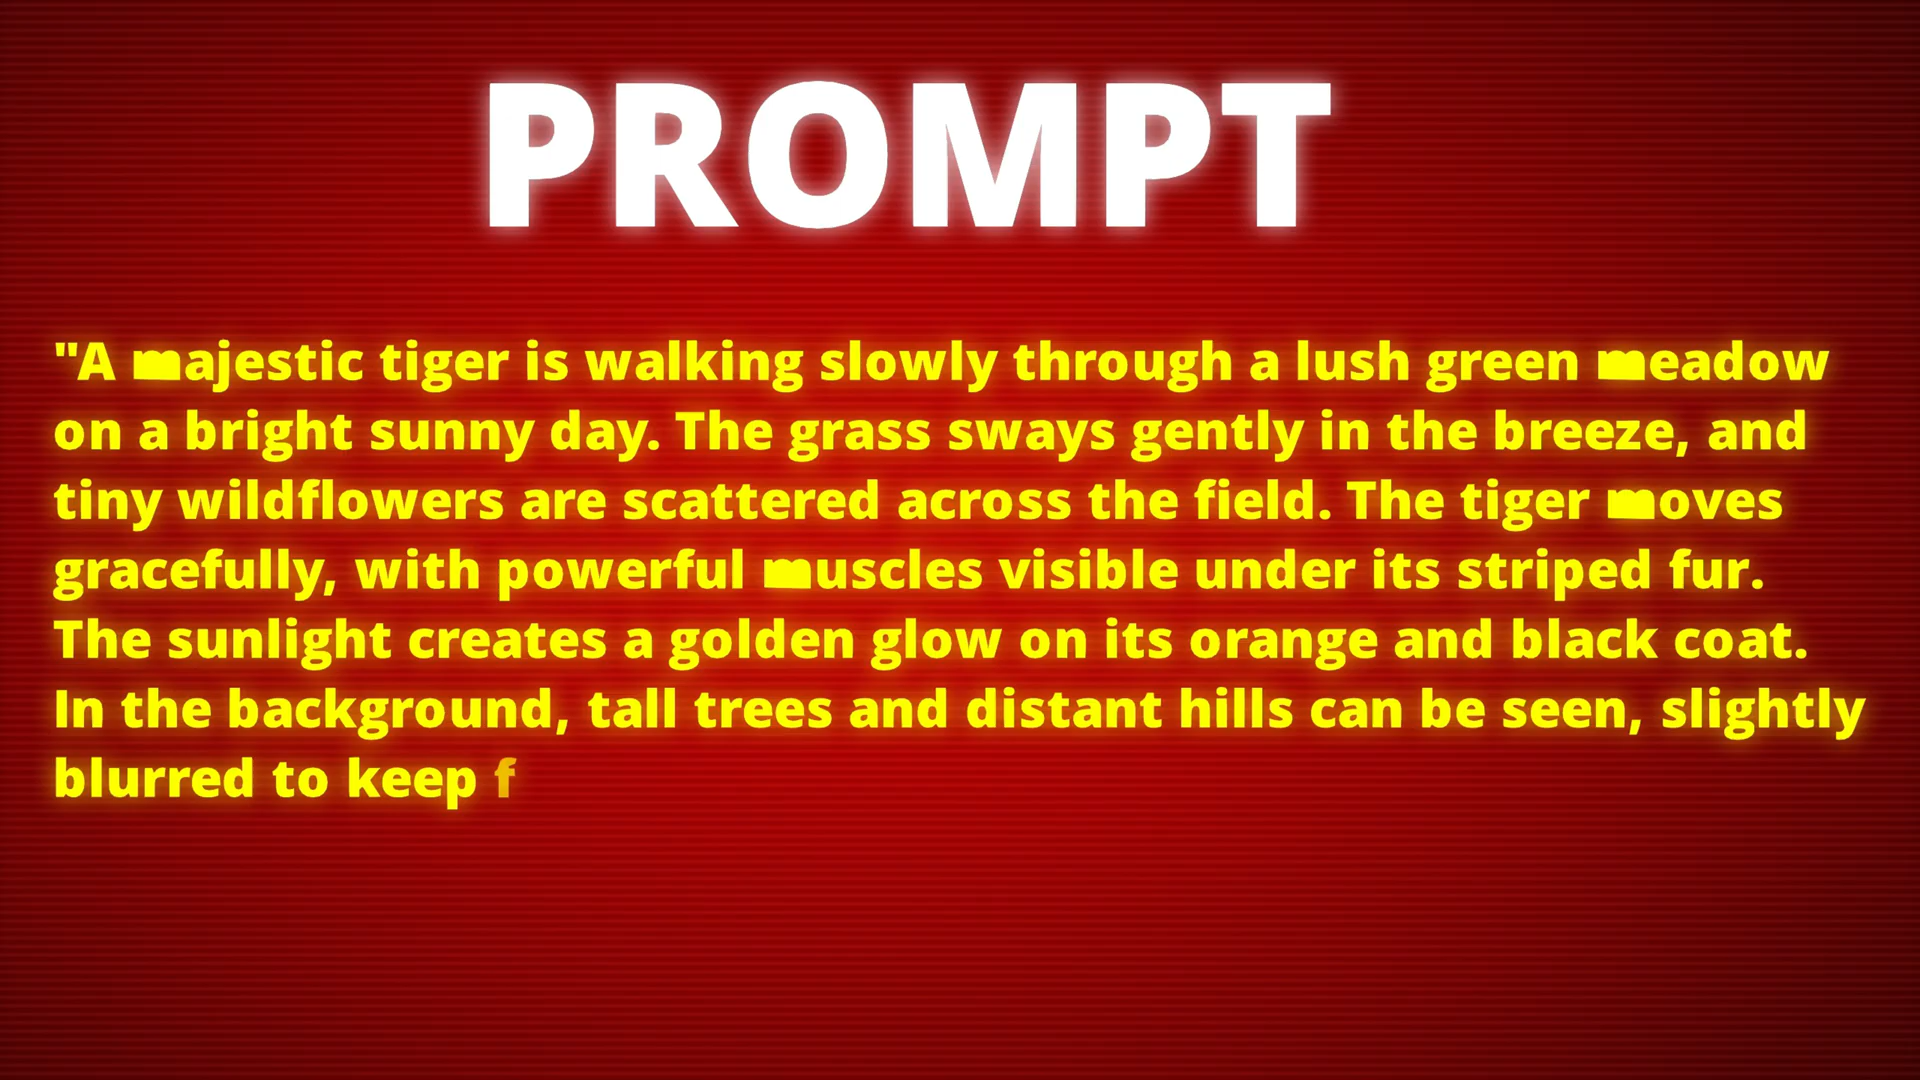 PROMPT
"A majestic tiger is walking slowly through a lush green meadow
on a bright sunny day. The grass sways gently in the breeze, and
tiny wildflowers are scattered across the field. The tiger moves
gracefully, with powerful muscles visible under its striped fur.
The sunlight creates a golden glow on its orange and black coat.
In the background, tall trees and distant hills can be seen, slightly
blurred to keep f